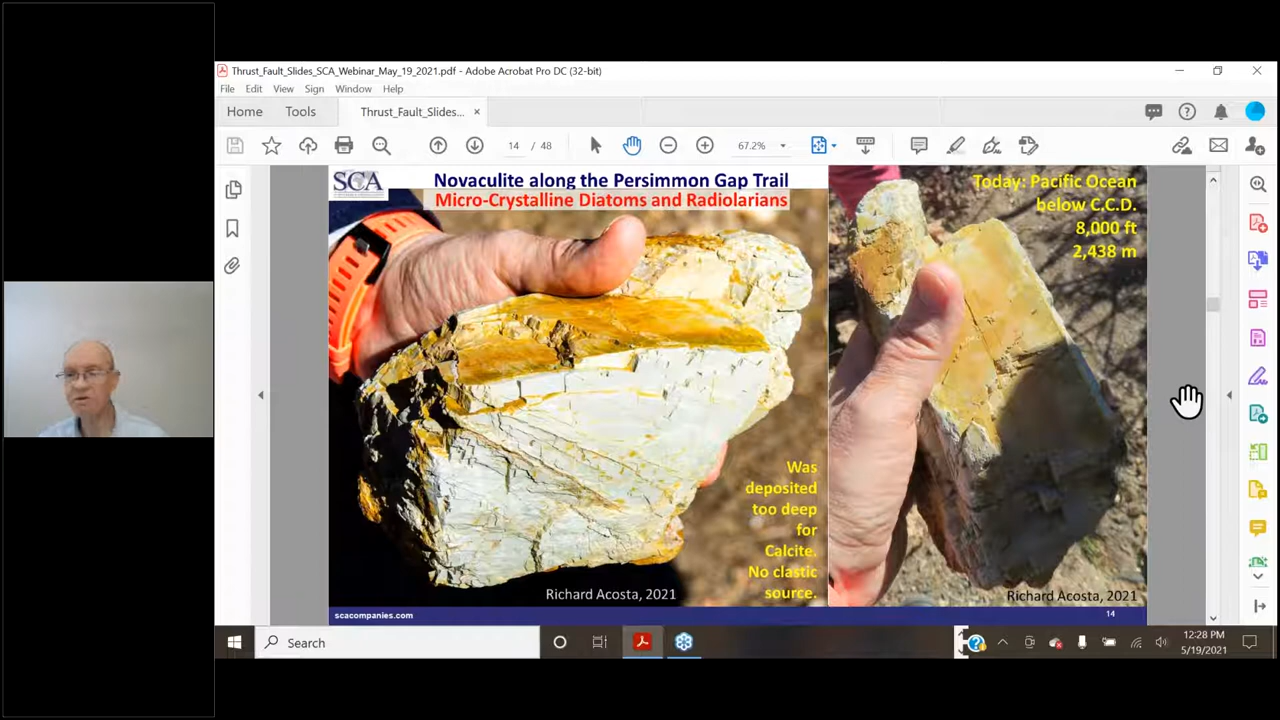 Thrust_Fault_Slides_SCA_Webinar_May_19_2021.pdf - Adobe Acrobat Pro DC (32-bit)
File Edit View Sign Window Help
Home Tools Thrust_Fault_Slides... ×
14 / 48 67.2%
SCA
Novaculite along the Persimmon Gap Trail
Micro-Crystalline Diatoms and Radiolarians
Today: Pacific Ocean
below C.C.D.
8,000 ft
2,438 m
Was
deposited
too deep
for
Calcite.
No clastic
source.
Richard Acosta, 2021
Richard Acosta, 2021
scacompanies.com
14
Search
12:28 PM
5/19/2021